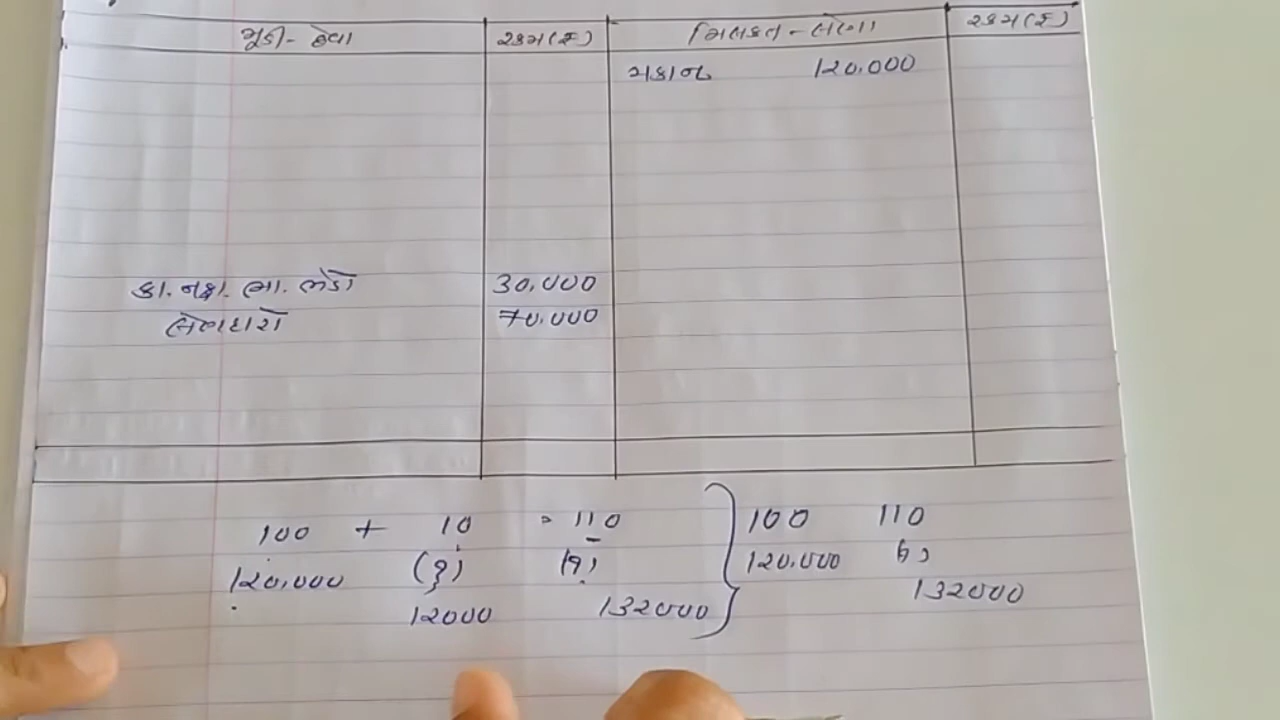 મૂડી - દેવા રકમ(₹) મિલકત - લેણા રકમ(₹)
મકાન 120,000
કા. નફા. ભા. ભંડોળ 30,000
લેણદારો 70,000
100 + 10 = 110 } 100 110
120,000 (?) (?) 120,000 (?)
12000 132000 132000